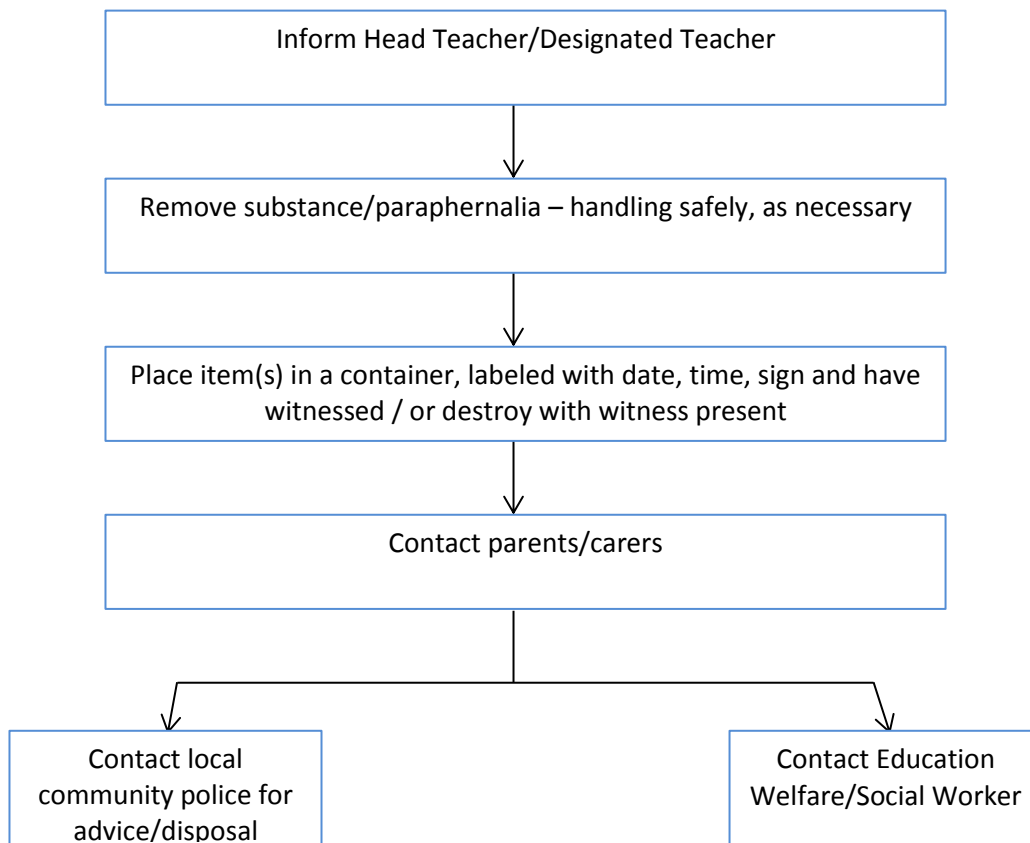 Inform Head Teacher/Designated Teacher
Remove substance/paraphernalia – handling safely, as necessary
Place item(s) in a container, labeled with date, time, sign and have
witnessed / or destroy with witness present
Contact parents/carers
Contact local
community police for
advice/disposal
Contact Education
Welfare/Social Worker